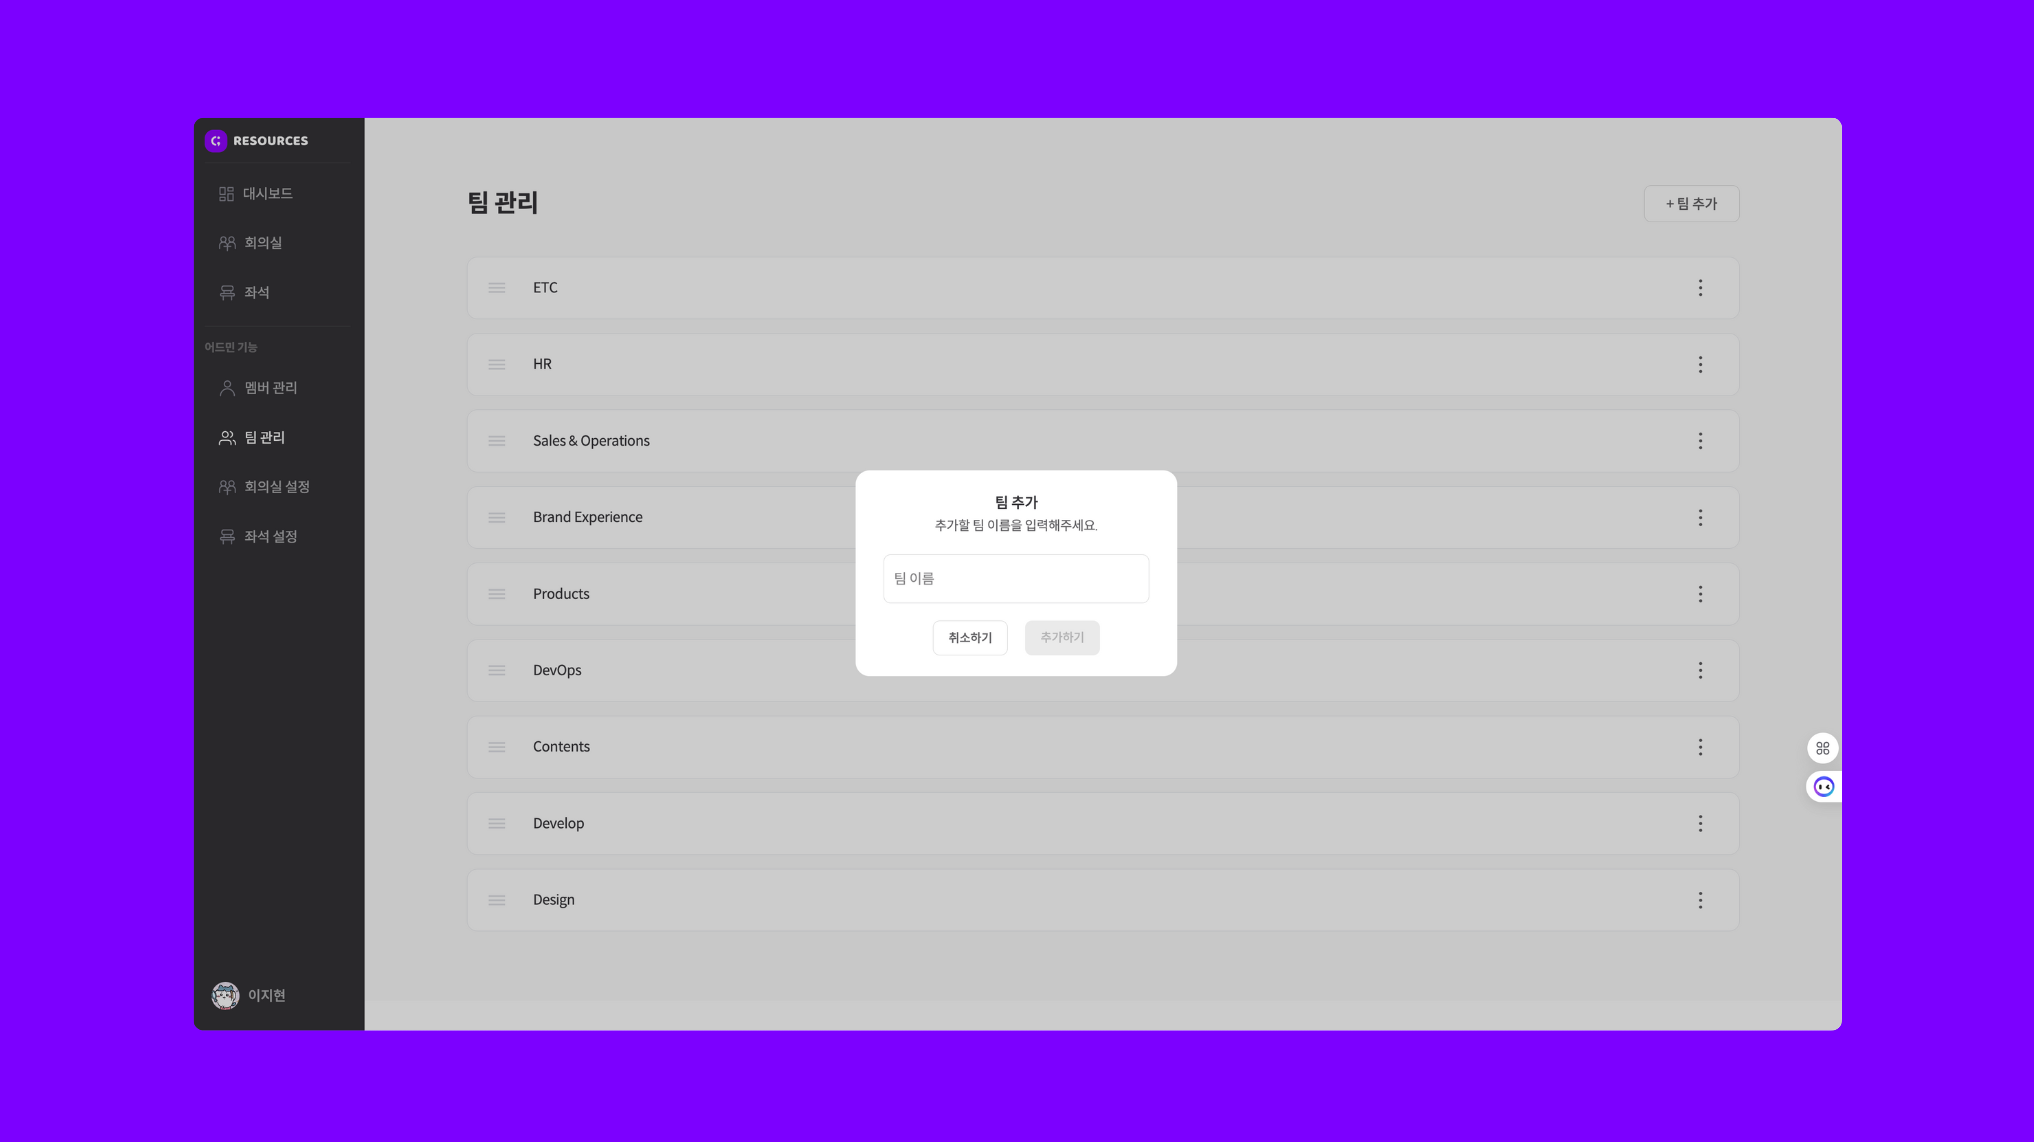 RESOURCES
대시보드
회의실
좌석
어드민 기능
멤버 관리
팀 관리
회의실 설정
좌석 설정
이지현
팀 관리
+ 팀 추가
ETC
HR
Sales & Operations
Brand Experience
Products
DevOps
Contents
Develop
Design
팀 추가
추가할 팀 이름을 입력해주세요.
팀 이름
취소하기
추가하기